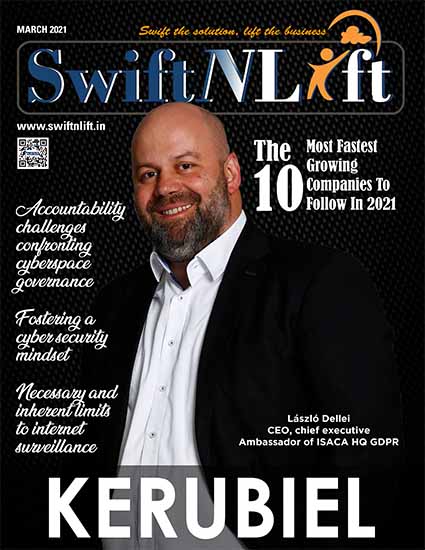 MARCH 2021
Swift the solution, lift the business
SwiftNLift
www.swiftnlift.in
The
10
Most Fastest
Growing
Companies To
Follow In 2021
Accountability
challenges
confronting
cyberspace
governance
Fostering a
cyber security
mindset
Necessary and
inherent limits
to internet
surveillance
László Dellei
CEO, chief executive
Ambassador of ISACA HQ GDPR
KERUBIEL